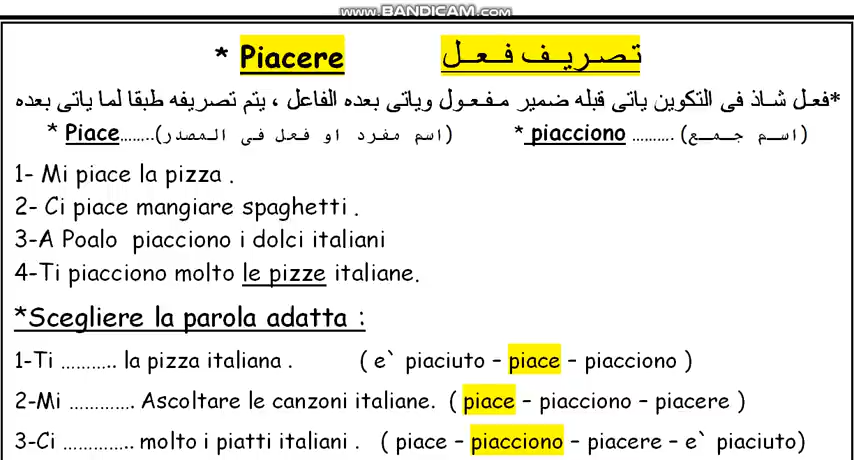 www.BANDICAM.com
* Piacere تصريف فعل
*فعل شاذ فى التكوين ياتى قبله ضمير مفعول وياتى بعده الفاعل ، يتم تصريفه طبقا لما ياتى بعده
* Piace……..(اسم مفرد او فعل فى المصدر) * piacciono ………. (اسم جمع)
1- Mi piace la pizza .
2- Ci piace mangiare spaghetti .
3-A Poalo piacciono i dolci italiani
4-Ti piacciono molto le pizze italiane.
*Scegliere la parola adatta :
1-Ti ……….. la pizza italiana . ( e` piaciuto – piace – piacciono )
2-Mi …………. Ascoltare le canzoni italiane. ( piace – piacciono – piacere )
3-Ci ………….. molto i piatti italiani . ( piace – piacciono – piacere – e` piaciuto)